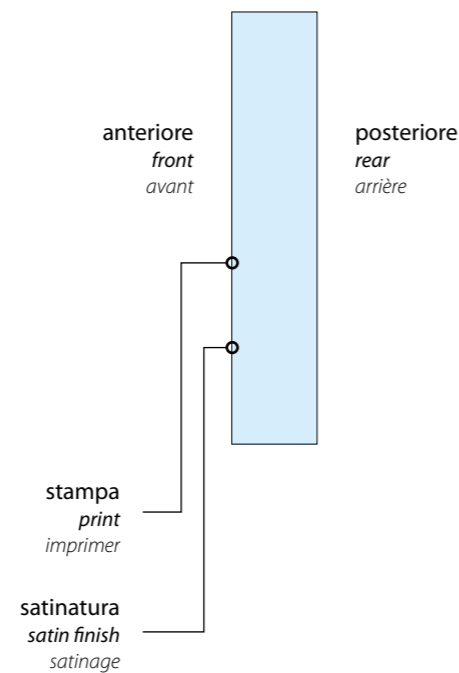 anteriore
front
avant
posteriore
rear
arrière
stampa
print
imprimer
satinatura
satin finish
satinage